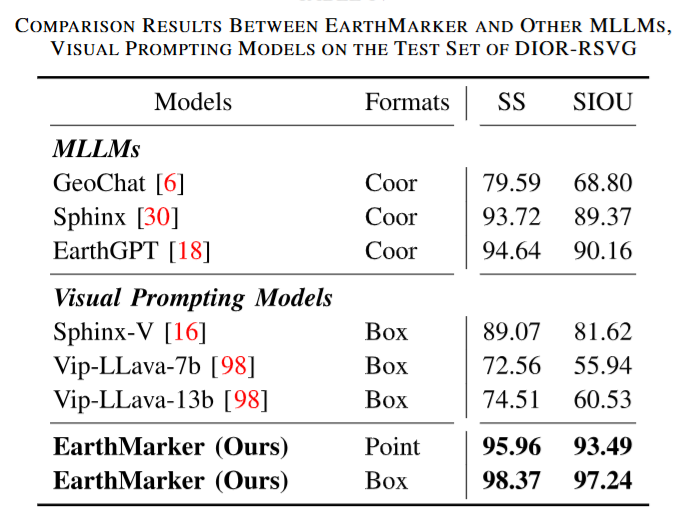 COMPARISON RESULTS BETWEEN EARTHMARKER AND OTHER MLLMS,
VISUAL PROMPTING MODELS ON THE TEST SET OF DIOR-RSVG
Models Formats SS SIOU
MLLMs
GeoChat [6] Coor 79.59 68.80
Sphinx [30] Coor 93.72 89.37
EarthGPT [18] Coor 94.64 90.16
Visual Prompting Models
Sphinx-V [16] Box 89.07 81.62
Vip-LLava-7b [98] Box 72.56 55.94
Vip-LLava-13b [98] Box 74.51 60.53
EarthMarker (Ours) Point 95.96 93.49
EarthMarker (Ours) Box 98.37 97.24